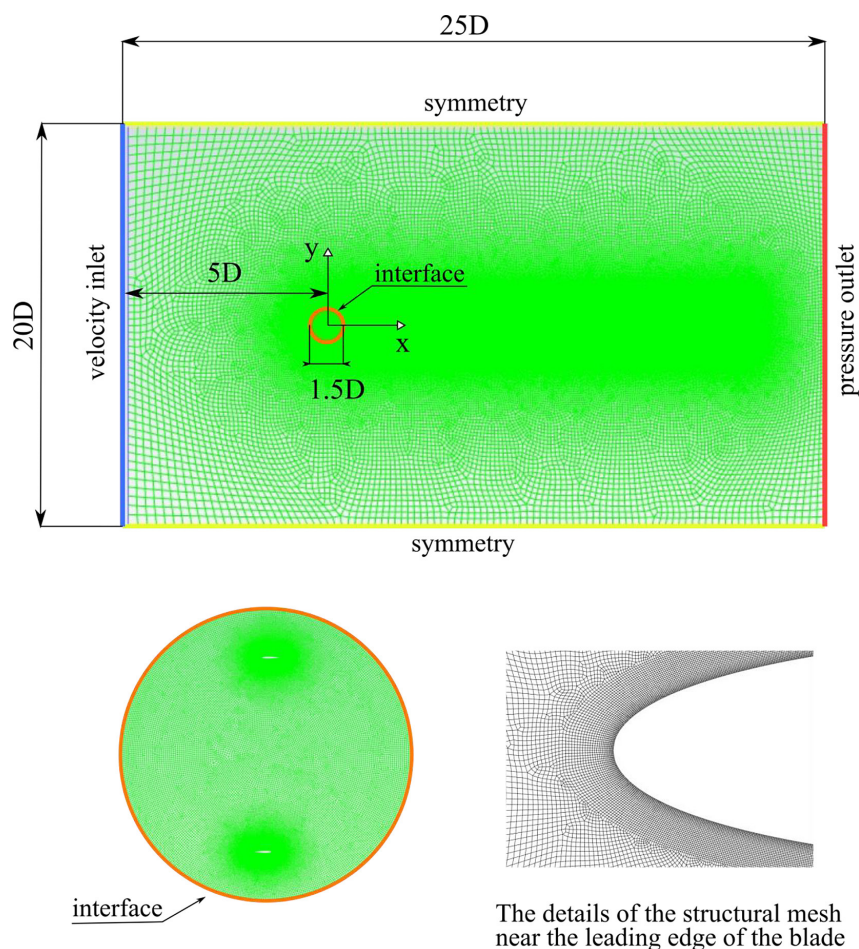 25D
symmetry
y
interface
5D
20D
velocity inlet
x
1.5D
pressure outlet
symmetry
interface
The details of the structural mesh
near the leading edge of the blade